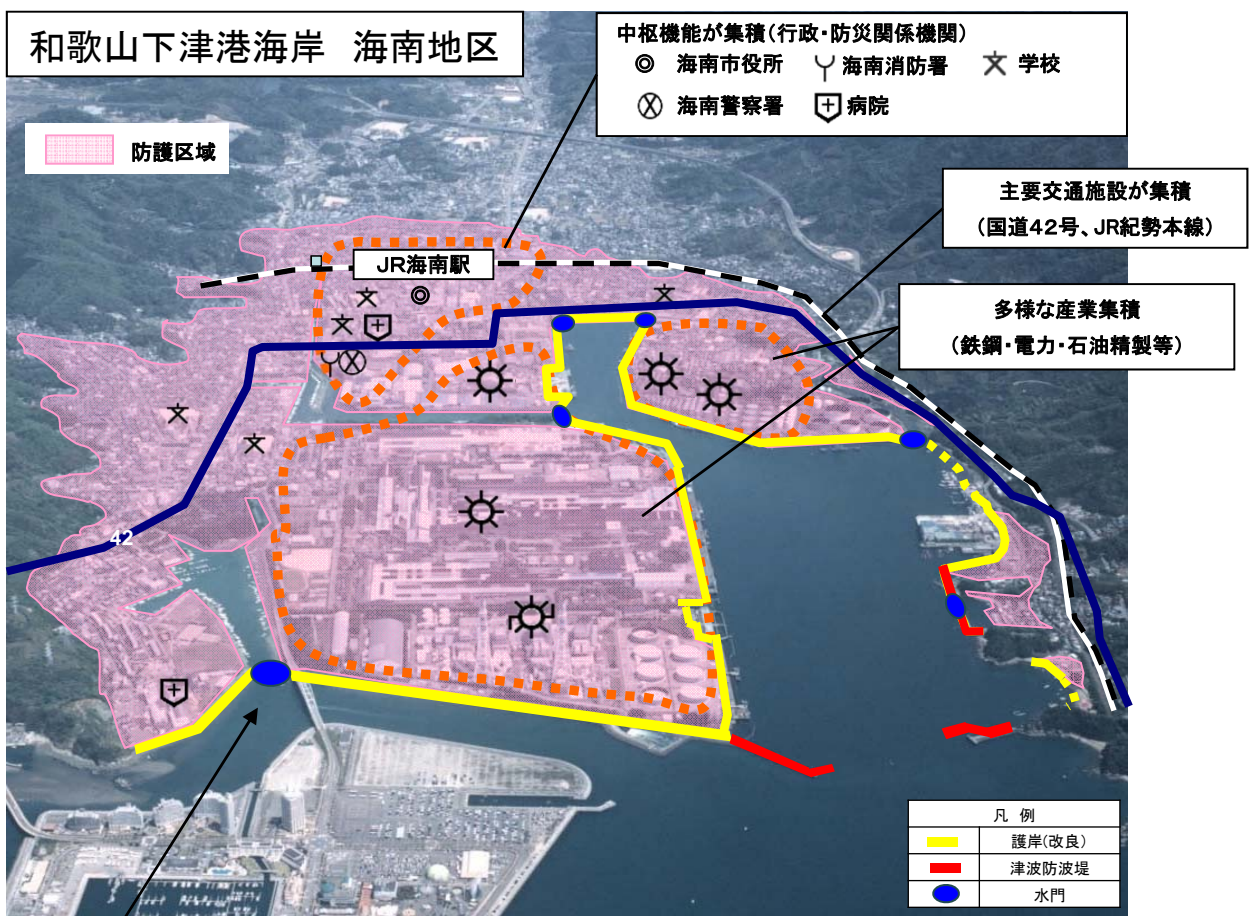 和歌山下津港海岸　海南地区
中枢機能が集積(行政・防災関係機関)
海南市役所　海南消防署　学校
海南警察署　病院
防護区域
主要交通施設が集積
(国道42号、JR紀勢本線)
JR海南駅
多様な産業集積
(鉄鋼・電力・石油精製等)
42
凡 例
護岸(改良)
津波防波堤
水門